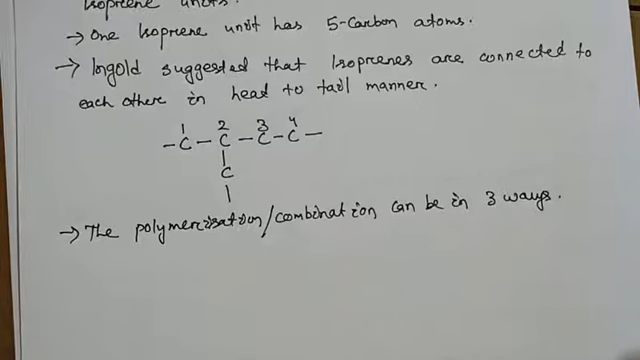 Isoprene units.
→ One Isoprene unit has 5-Carbon atoms.
→ Ingold suggested that Isoprenes are connected to
each other in head to tail manner.
1 2 3 4
-C-C-C-C-
|
C
|
→ The polymerisation/combination can be in 3 ways.